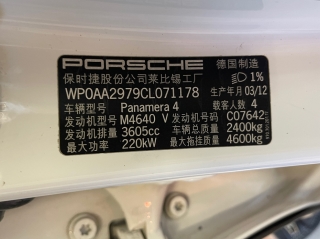 PORSCHE 德国制造
保时捷股份公司莱比锡工厂 1%
WP0AA2979CL071178 生产年月 03/12
车辆型号 Panamera 4 载客人数 4
发动机型号 M4640 V 发动机号码 C07642
发动机排量 3605cc 最大总质量 2400kg
最大功率 220kW 最大拖挂质量 4600kg